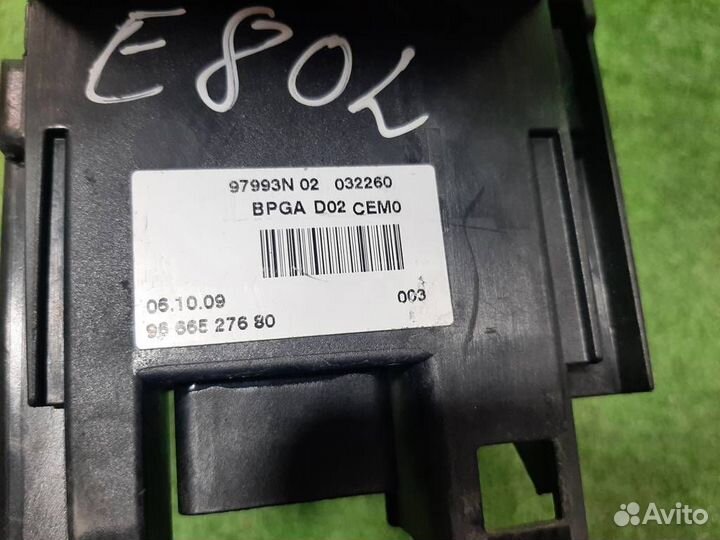 E80L
97993N 02 032260
BPGA D02 CEM0
06.10.09 003
96 665 276 80
Avito